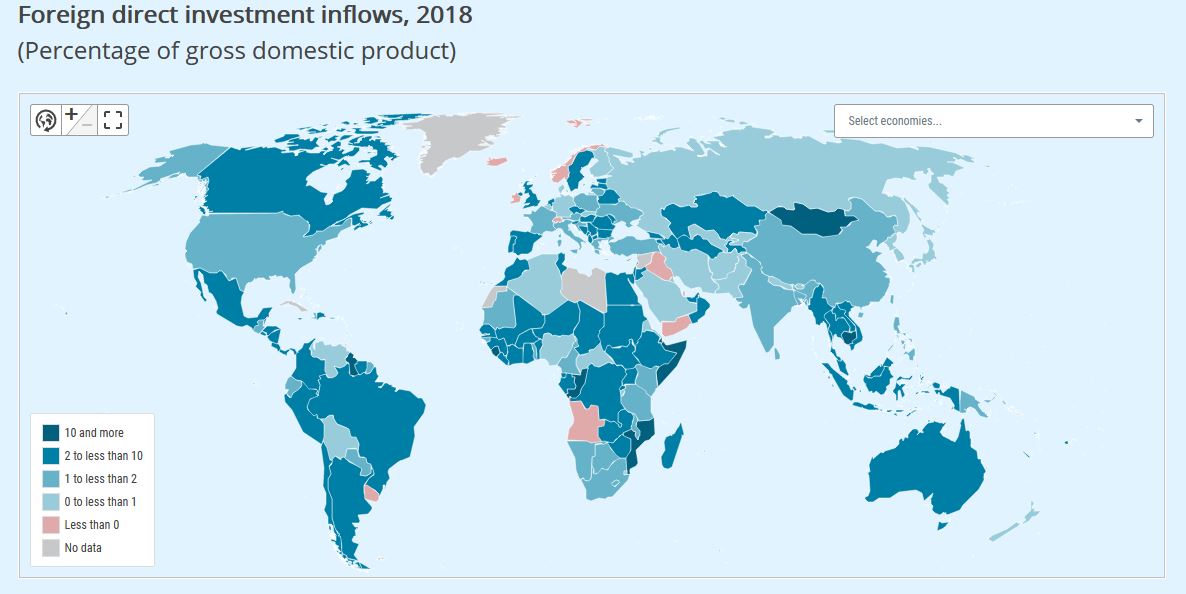 Foreign direct investment inflows, 2018
(Percentage of gross domestic product)
Select economies...
10 and more
2 to less than 10
1 to less than 2
0 to less than 1
Less than 0
No data